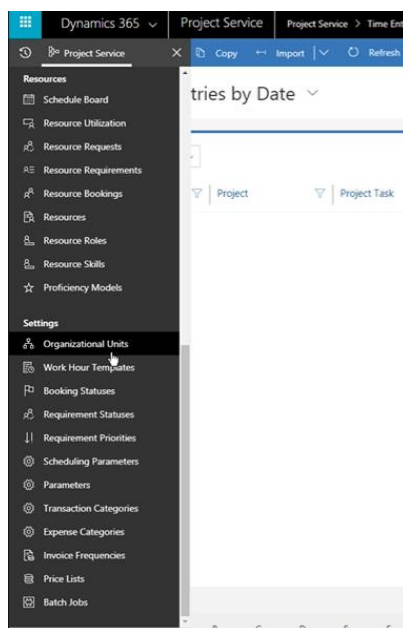 Dynamics 365
Project Service
Project Service > Time Ent
Project Service
Copy
Import
Refresh
tries by Date
Project
Project Task
Resources
Schedule Board
Resource Utilization
Resource Requests
Resource Requirements
Resource Bookings
Resources
Resource Roles
Resource Skills
Proficiency Models
Settings
Organizational Units
Work Hour Templates
Booking Statuses
Requirement Statuses
Requirement Priorities
Scheduling Parameters
Parameters
Transaction Categories
Expense Categories
Invoice Frequencies
Price Lists
Batch Jobs